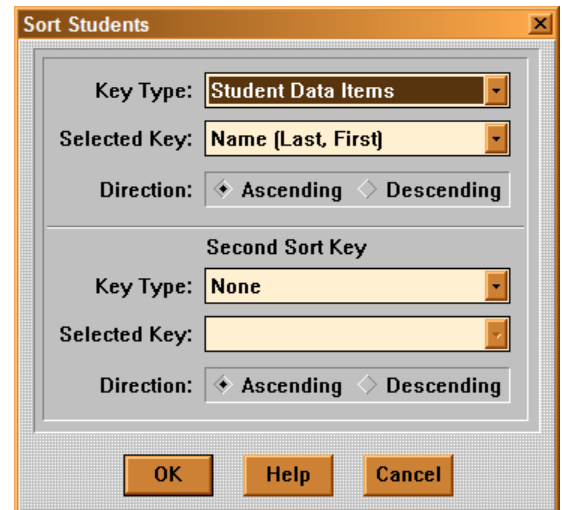 Sort Students
Key Type: Student Data Items
Selected Key: Name (Last, First)
Direction: Ascending Descending
Second Sort Key
Key Type: None
Selected Key:
Direction: Ascending Descending
OK Help Cancel